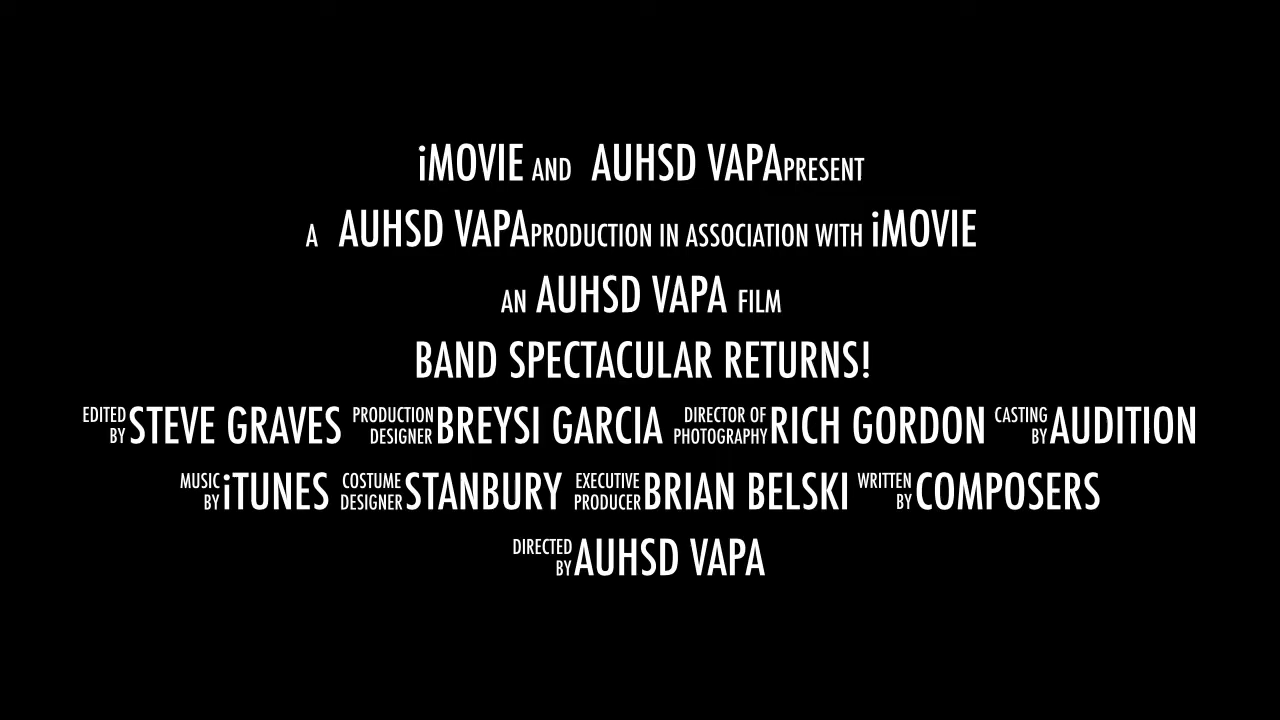 iMOVIE AND AUHSD VAPAPRESENT
A AUHSD VAPAPRODUCTION IN ASSOCIATION WITH iMOVIE
AN AUHSD VAPA FILM
BAND SPECTACULAR RETURNS!
EDITED BY STEVE GRAVES PRODUCTION DESIGNER BREYSI GARCIA DIRECTOR OF PHOTOGRAPHY RICH GORDON CASTING BY AUDITION
MUSIC BY iTUNES COSTUME DESIGNER STANBURY EXECUTIVE PRODUCER BRIAN BELSKI WRITTEN BY COMPOSERS
DIRECTED BY AUHSD VAPA